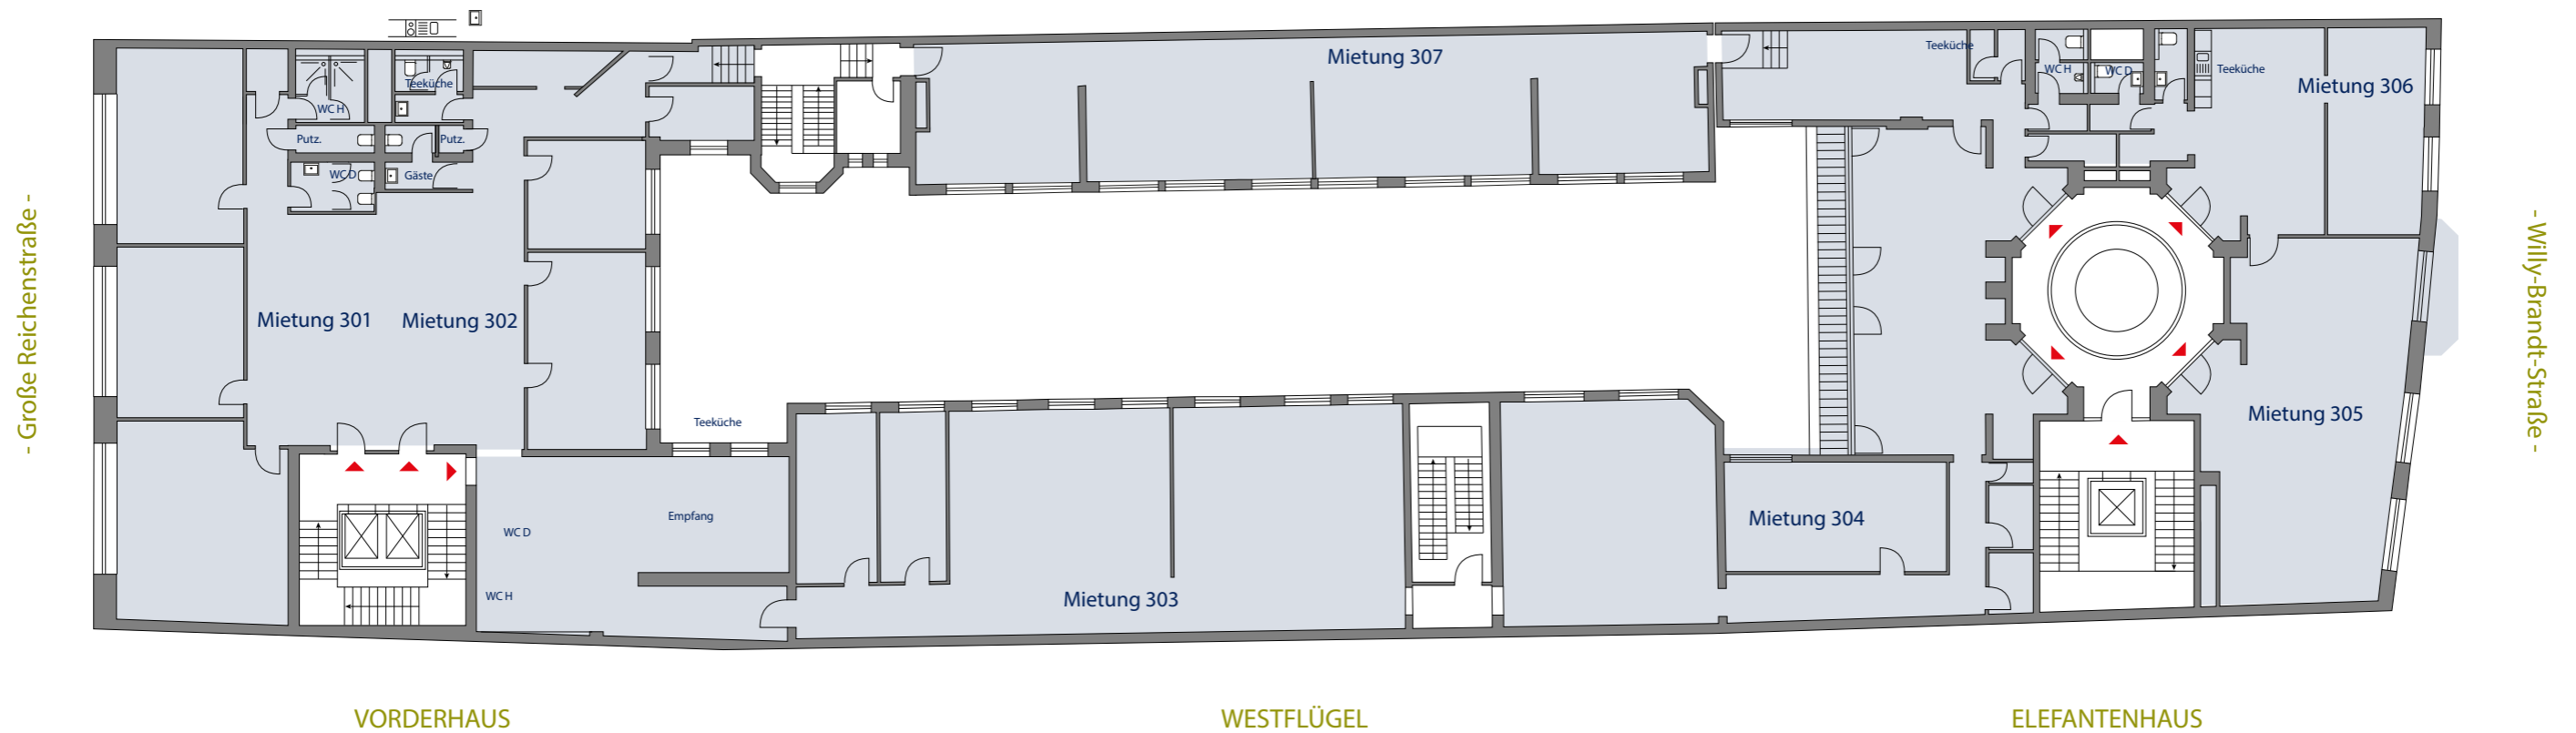 Mietung 307
Teeküche
WC H
WC D
Teeküche
Mietung 306
Teeküche
WC H
Putz.
Putz.
WC D
Gäste
- Große Reichenstraße -
- Willy-Brandt-Straße -
Mietung 301
Mietung 302
Mietung 305
Teeküche
Empfang
WC D
Mietung 304
WC H
Mietung 303
VORDERHAUS
WESTFLÜGEL
ELEFANTENHAUS